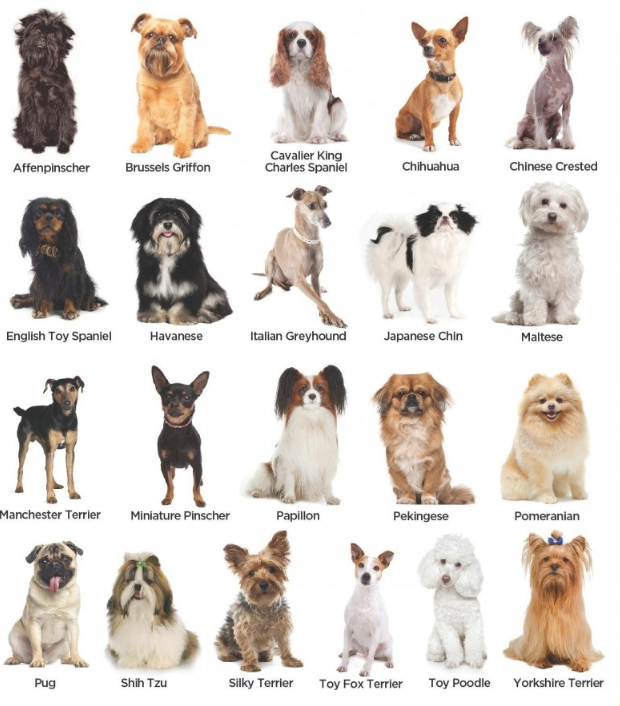 Affenpinscher
Brussels Griffon
Cavalier King
Charles Spaniel
Chihuahua
Chinese Crested
English Toy Spaniel
Havanese
Italian Greyhound
Japanese Chin
Maltese
Manchester Terrier
Miniature Pinscher
Papillon
Pekingese
Pomeranian
Pug
Shih Tzu
Silky Terrier
Toy Fox Terrier
Toy Poodle
Yorkshire Terrier